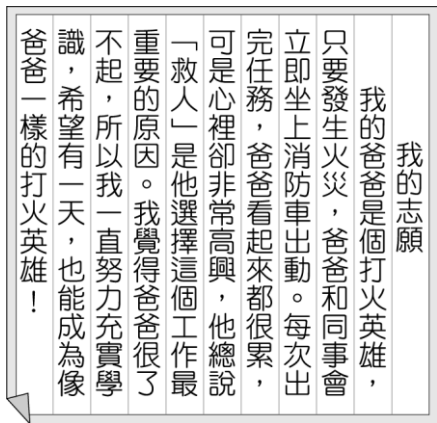 我的志願
我的爸爸是個打火英雄，
只要發生火災，爸爸和同事會
立即坐上消防車出動。每次出
完任務，爸爸看起來都很累，
可是心裡卻非常高興，他總說
「救人」是他選擇這個工作最
重要的原因。我覺得爸爸很了
不起，所以我一直努力充實學
識，希望有一天，也能成為像
爸爸一樣的打火英雄！